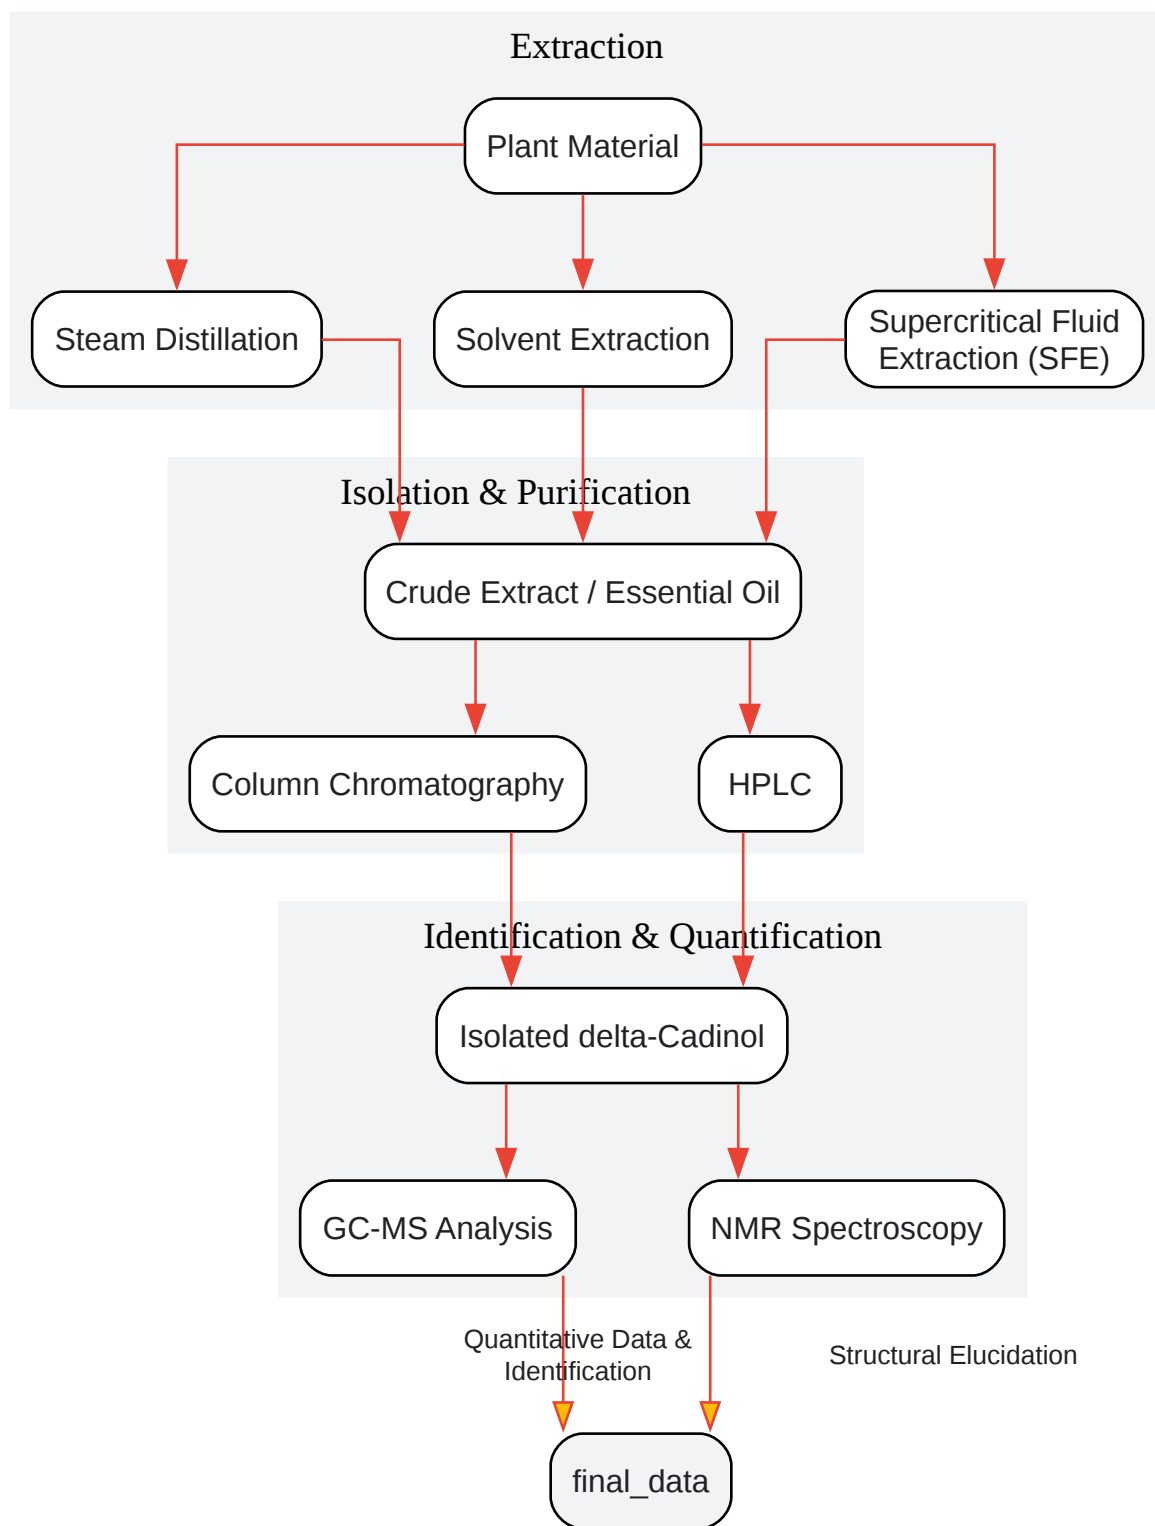 Extraction
Plant Material
Steam Distillation
Solvent Extraction
Supercritical Fluid
Extraction (SFE)
Isolation & Purification
Crude Extract / Essential Oil
Column Chromatography
HPLC
Identification & Quantification
Isolated delta-Cadinol
GC-MS Analysis
NMR Spectroscopy
Quantitative Data &
Identification
Structural Elucidation
final_data